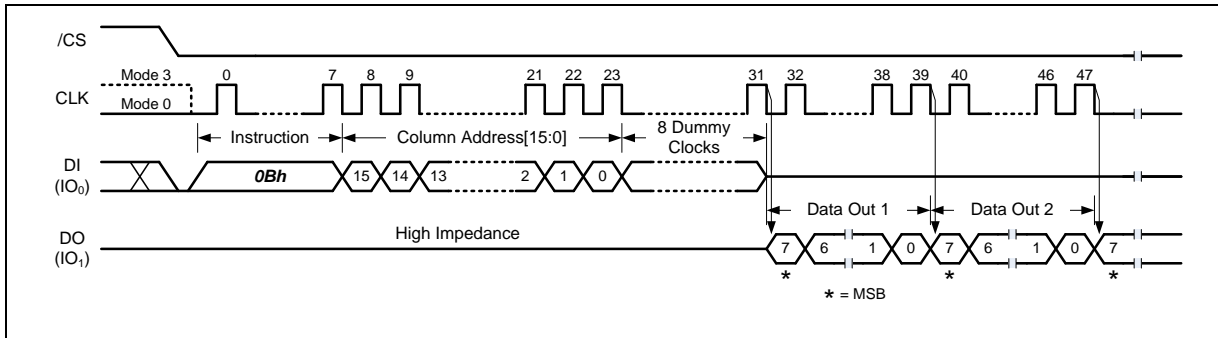 /CS
Mode 3 0 7 8 9 21 22 23 31 32 38 39 40 46 47
CLK
Mode 0
Instruction Column Address[15:0] 8 Dummy Clocks
DI
(IO0)
0Bh 15 14 13 2 1 0
Data Out 1 Data Out 2
DO
(IO1)
High Impedance
7 6 1 0 7 6 1 0 7
* * *
* = MSB